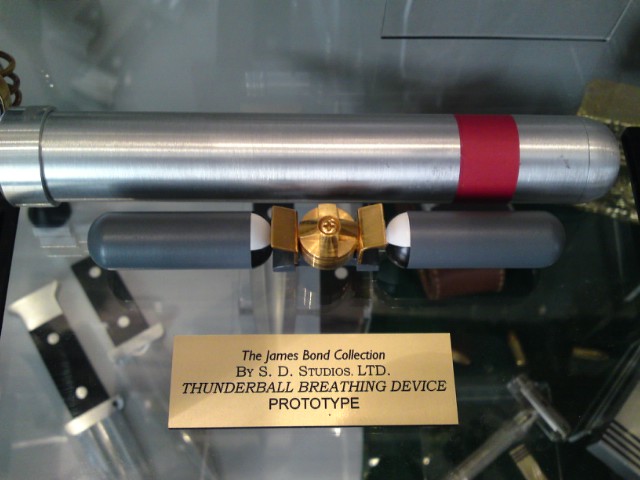 The James Bond Collection
BY S. D. STUDIOS. LTD.
THUNDERBALL BREATHING DEVICE
PROTOTYPE